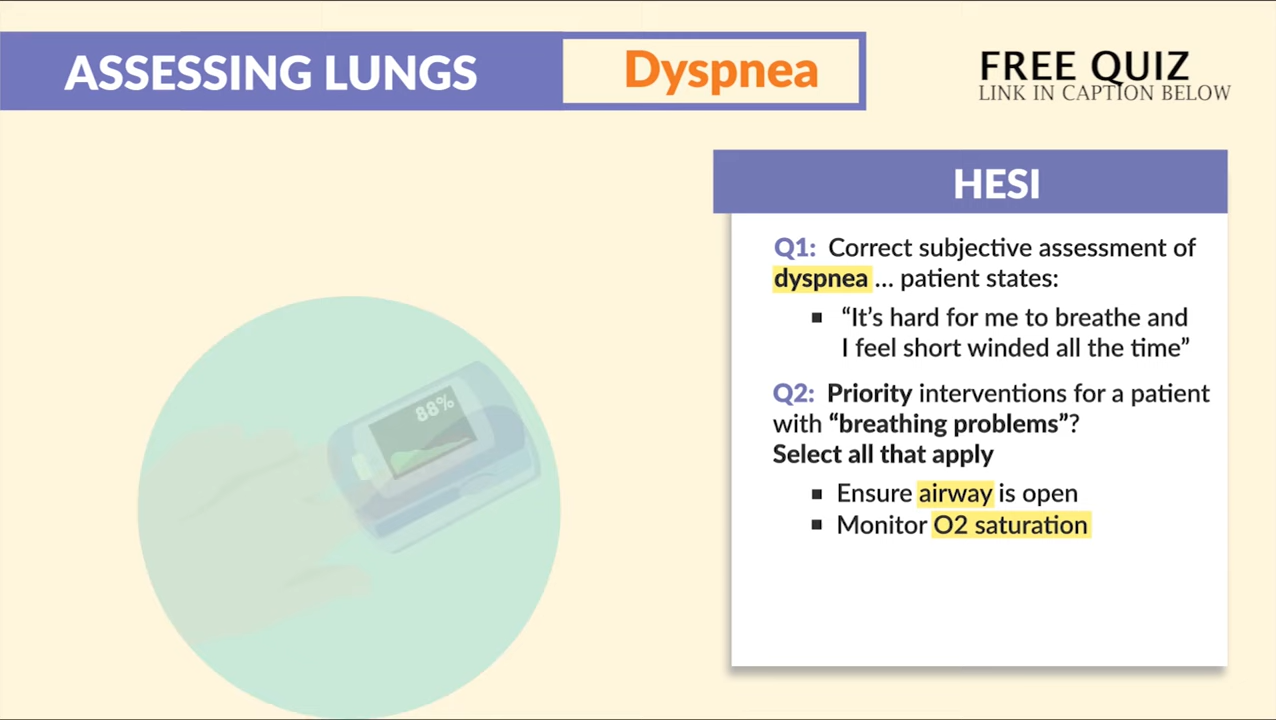 ASSESSING LUNGS
Dyspnea
FREE QUIZ
LINK IN CAPTION BELOW
HESI
Q1: Correct subjective assessment of
dyspnea ... patient states:
▪ “It’s hard for me to breathe and
I feel short winded all the time”
Q2: Priority interventions for a patient
with “breathing problems”?
Select all that apply
▪ Ensure airway is open
▪ Monitor O2 saturation
88%